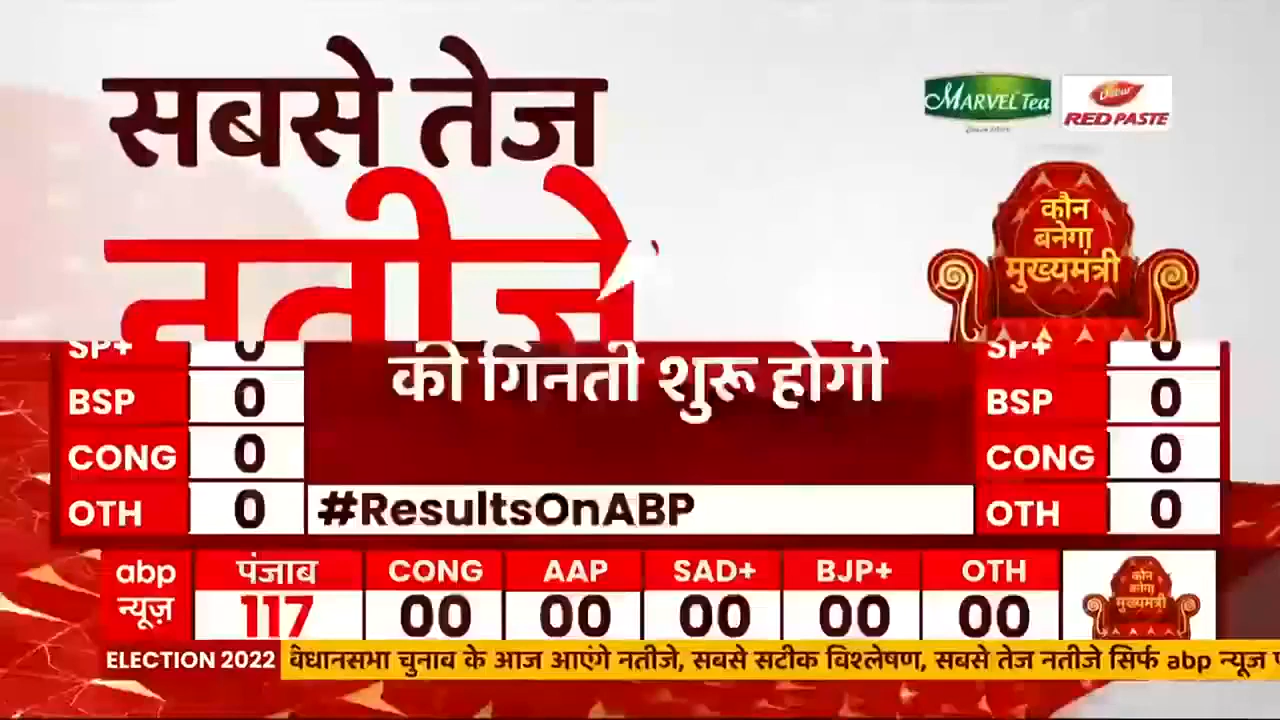 सबसे तेज
नतीजे
MARVEL Tea
Dabur
RED PASTE
कौन
बनेगा
मुख्यमंत्री
SP+ 0
की गिनती शुरू होगी
SP+ 0
BSP 0
BSP 0
CONG 0
CONG 0
OTH 0
#ResultsOnABP
OTH 0
abp
न्यूज़
पंजाब CONG AAP SAD+ BJP+ OTH
117 00 00 00 00 00
कौन
बनेगा
मुख्यमंत्री
ELECTION 2022
वेधानसभा चुनाव के आज आएंगे नतीजे, सबसे सटीक विश्लेषण, सबसे तेज नतीजे सिर्फ abp न्यूज